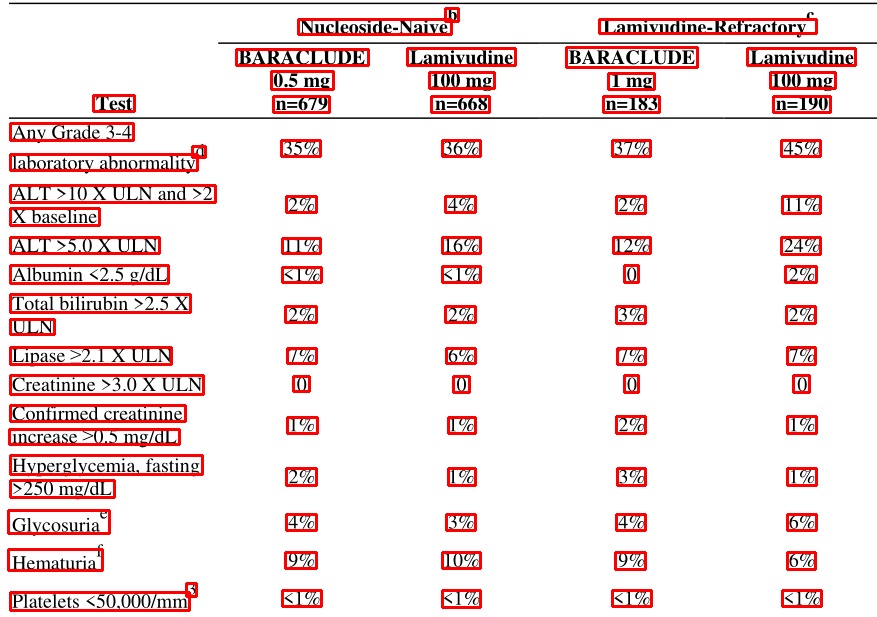 Nucleoside-Naive^b Lamivudine-Refractory^c
BARACLUDE Lamivudine BARACLUDE Lamivudine
0.5 mg 100 mg 1 mg 100 mg
Test n=679 n=668 n=183 n=190
Any Grade 3-4
laboratory abnormality^d 35% 36% 37% 45%
ALT >10 X ULN and >2
X baseline 2% 4% 2% 11%
ALT >5.0 X ULN 11% 16% 12% 24%
Albumin <2.5 g/dL <1% <1% 0 2%
Total bilirubin >2.5 X
ULN 2% 2% 3% 2%
Lipase >2.1 X ULN 7% 6% 7% 7%
Creatinine >3.0 X ULN 0 0 0 0
Confirmed creatinine
increase >0.5 mg/dL 1% 1% 2% 1%
Hyperglycemia, fasting
>250 mg/dL 2% 1% 3% 1%
Glycosuria^e 4% 3% 4% 6%
Hematuria^f 9% 10% 9% 6%
Platelets <50,000/mm^3 <1% <1% <1% <1%